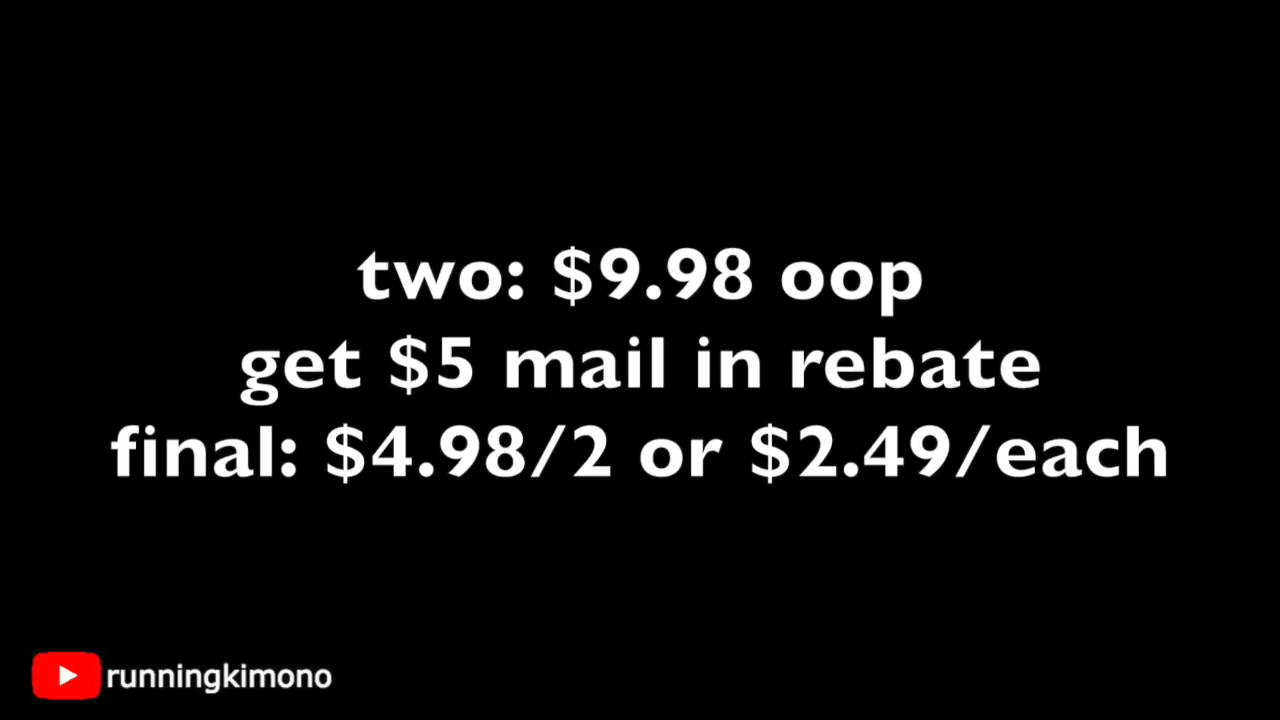 two: $9.98 oop
get $5 mail in rebate
final: $4.98/2 or $2.49/each
runningkimono